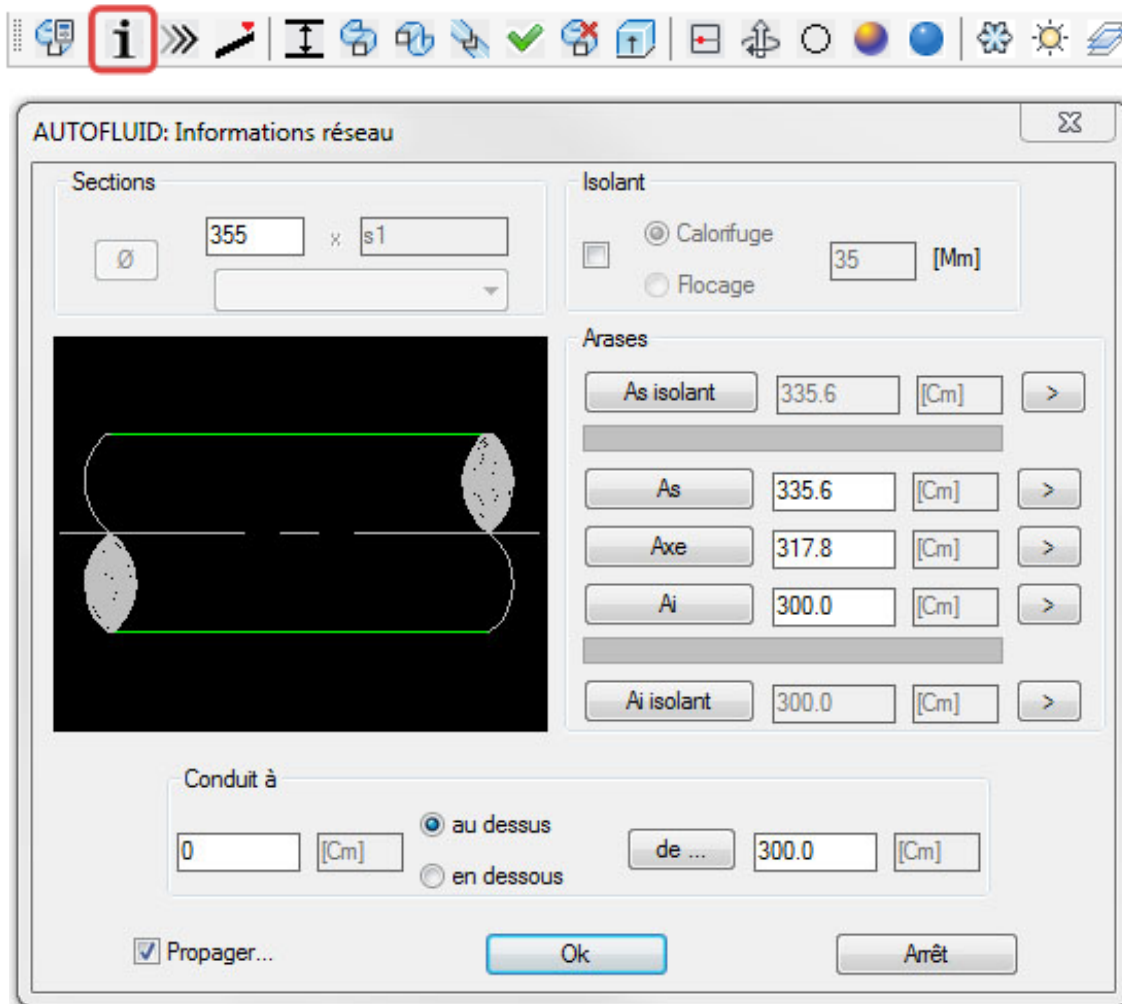 AUTOFLUID: Informations réseau
Sections
Ø
355
x
s1
Isolant
Calorifuge
Flocage
35
[Mm]
Arases
As isolant
335.6
[Cm]
>
As
335.6
[Cm]
>
Axe
317.8
[Cm]
>
Ai
300.0
[Cm]
>
Ai isolant
300.0
[Cm]
>
Conduit à
0
[Cm]
au dessus
en dessous
de ...
300.0
[Cm]
Propager...
Ok
Arrêt